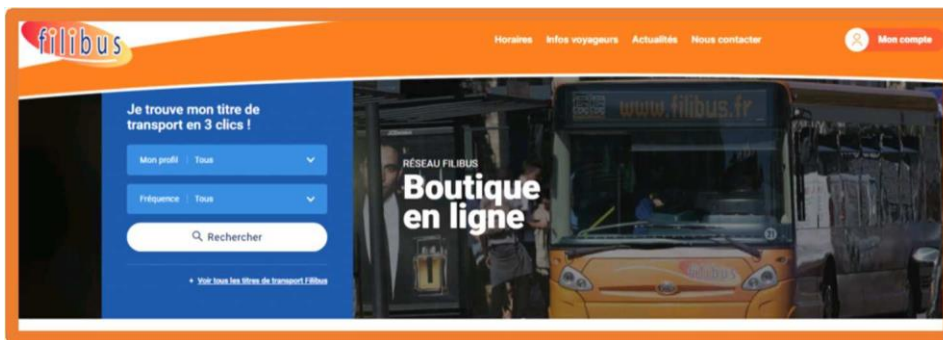 filibus
Horaires Infos voyageurs Actualités Nous contacter Mon compte
Je trouve mon titre de
transport en 3 clics !
Mon profil | Tous
Fréquence | Tous
Rechercher
+ Voir tous les titres de transport Filibus
RÉSEAU FILIBUS
Boutique
en ligne
www.filibus.fr
JCDecaux
filibus
21